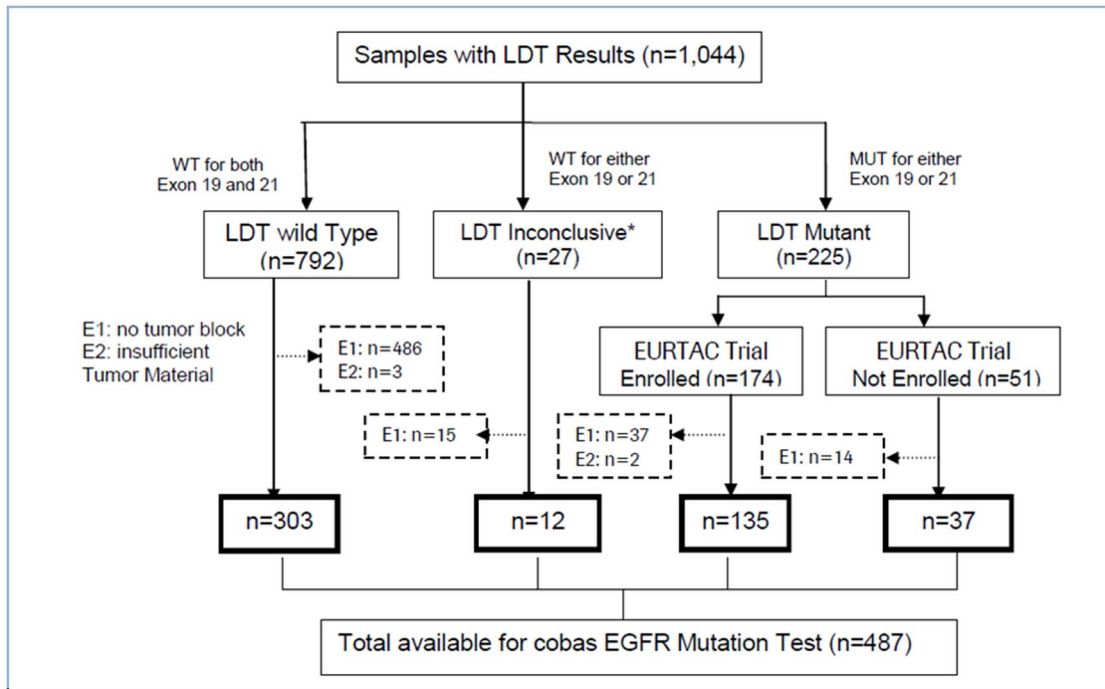 Samples with LDT Results (n=1,044)
WT for both
Exon 19 and 21
WT for either
Exon 19 or 21
MUT for either
Exon 19 or 21
LDT wild Type
(n=792)
LDT Inconclusive*
(n=27)
LDT Mutant
(n=225)
E1: no tumor block
E2: insufficient
Tumor Material
E1: n=486
E2: n=3
EURTAC Trial
Enrolled (n=174)
EURTAC Trial
Not Enrolled (n=51)
E1: n=15
E1: n=37
E2: n=2
E1: n=14
n=303
n=12
n=135
n=37
Total available for cobas EGFR Mutation Test (n=487)